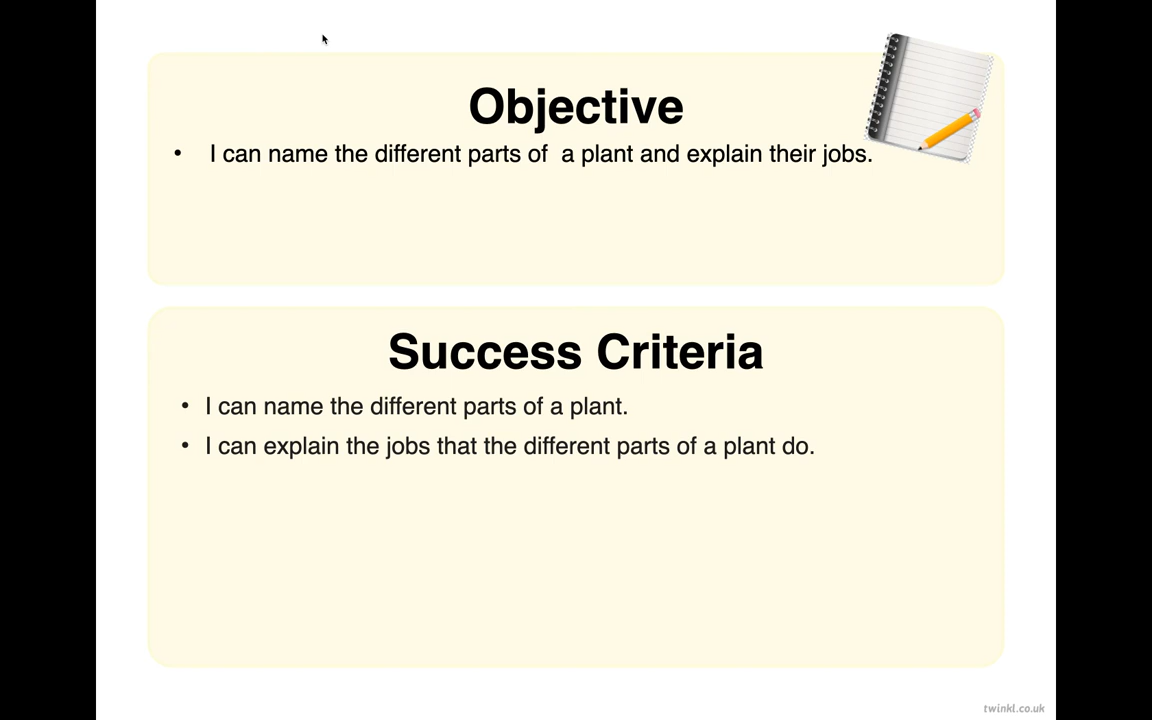 Objective
• I can name the different parts of  a plant and explain their jobs.
Success Criteria
• I can name the different parts of a plant.
• I can explain the jobs that the different parts of a plant do.
twinkl.co.uk